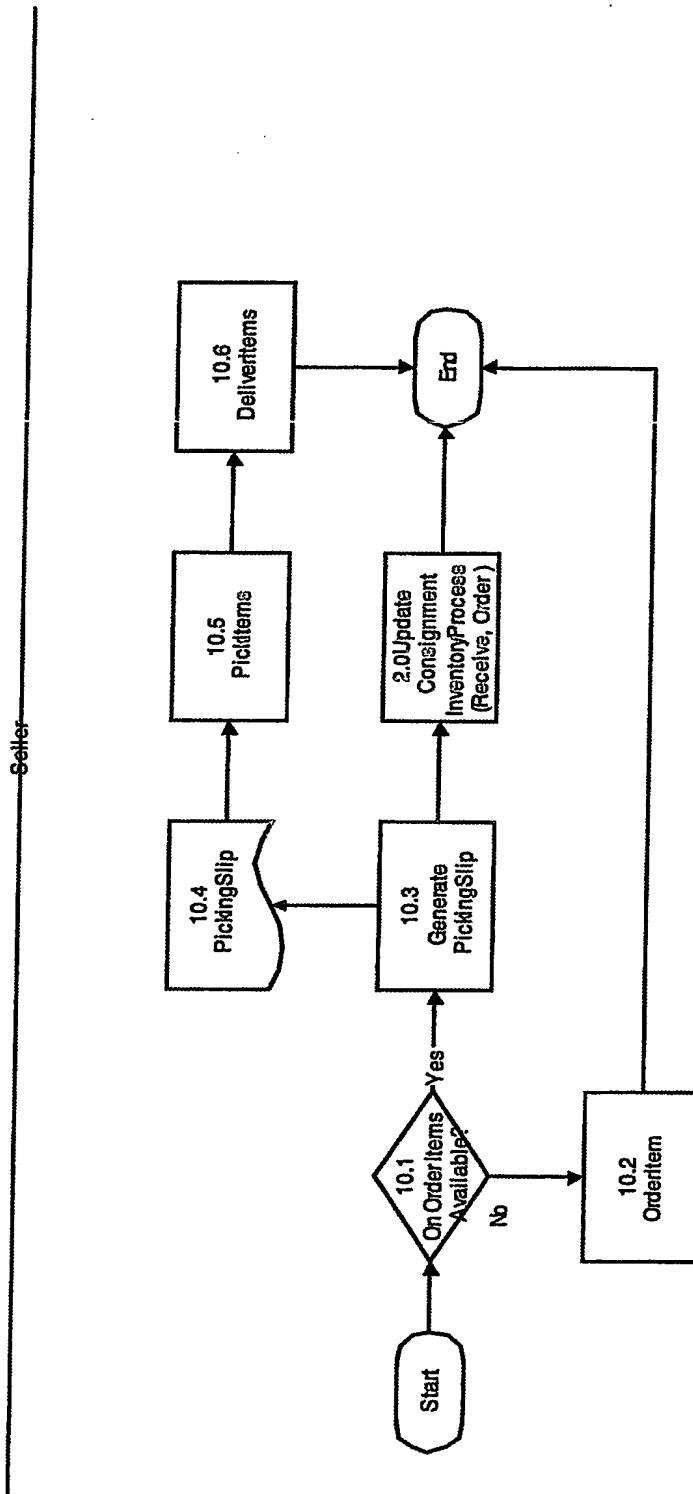 Seller
Start
10.1
On Order Items
Available?
Yes
No
10.2
OrderItem
10.3
Generate
PickingSlip
10.4
PickingSlip
10.5
PickItems
10.6
DeliverItems
2.0Update
Consignment
InventoryProcess
(Receive, Order )
End